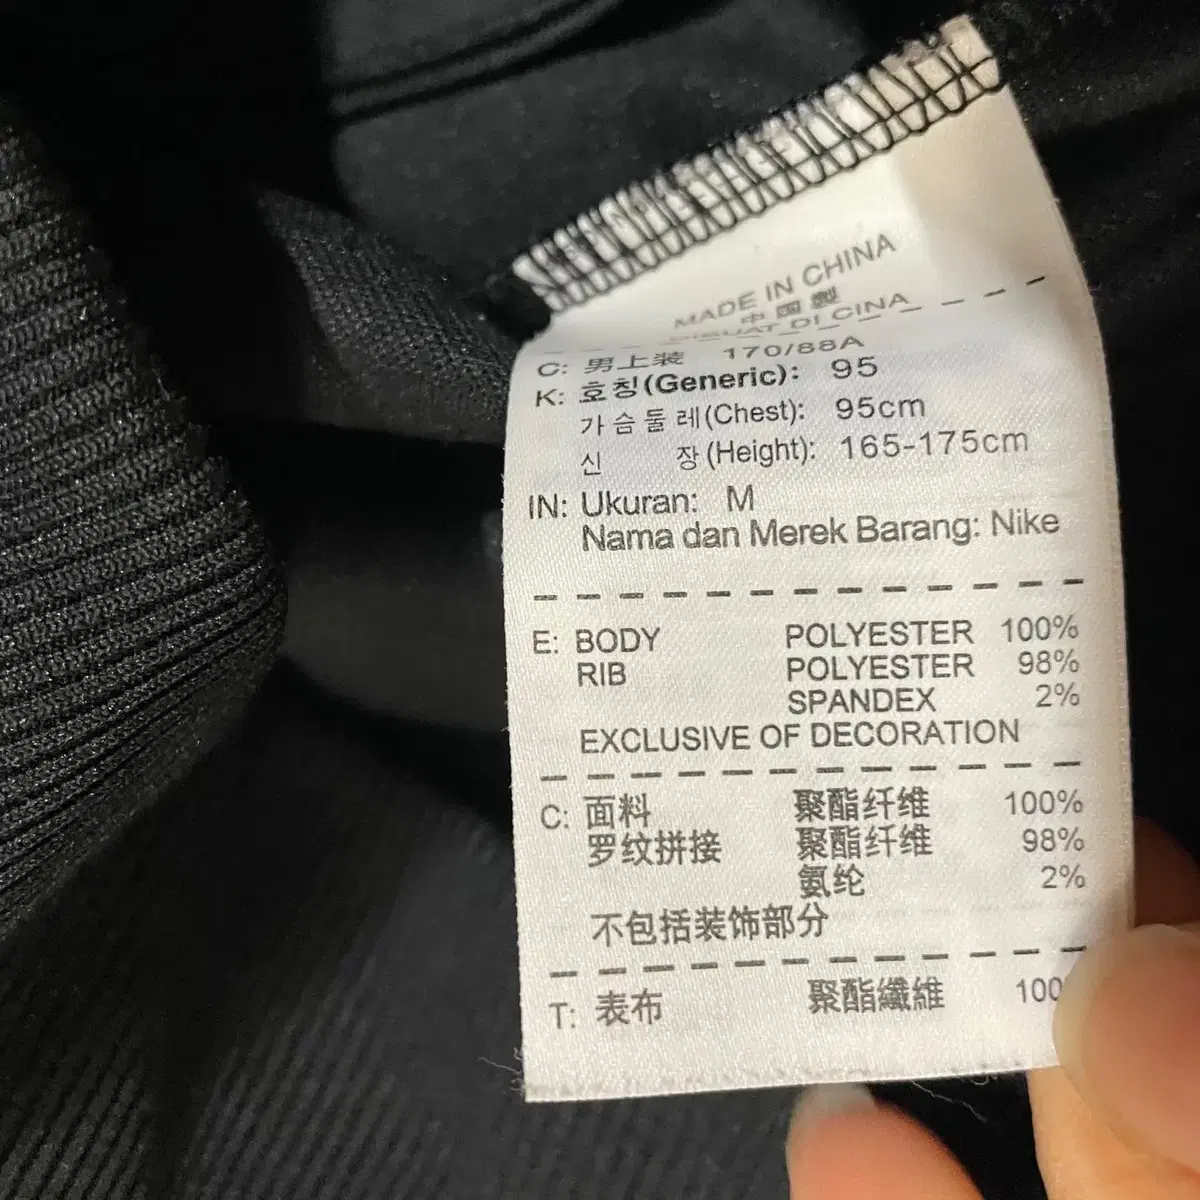 MADE IN CHINA
中国製
DIBUAT DI CINA
C: 男上装 170/88A
K: 호칭(Generic): 95
가슴둘레(Chest): 95cm
신 장(Height): 165-175cm
IN: Ukuran: M
Nama dan Merek Barang: Nike
E: BODY POLYESTER 100%
RIB POLYESTER 98%
SPANDEX 2%
EXCLUSIVE OF DECORATION
C: 面料 聚酯纤维 100%
罗纹拼接 聚酯纤维 98%
氨纶 2%
不包括装饰部分
T: 表布 聚酯纖維 100